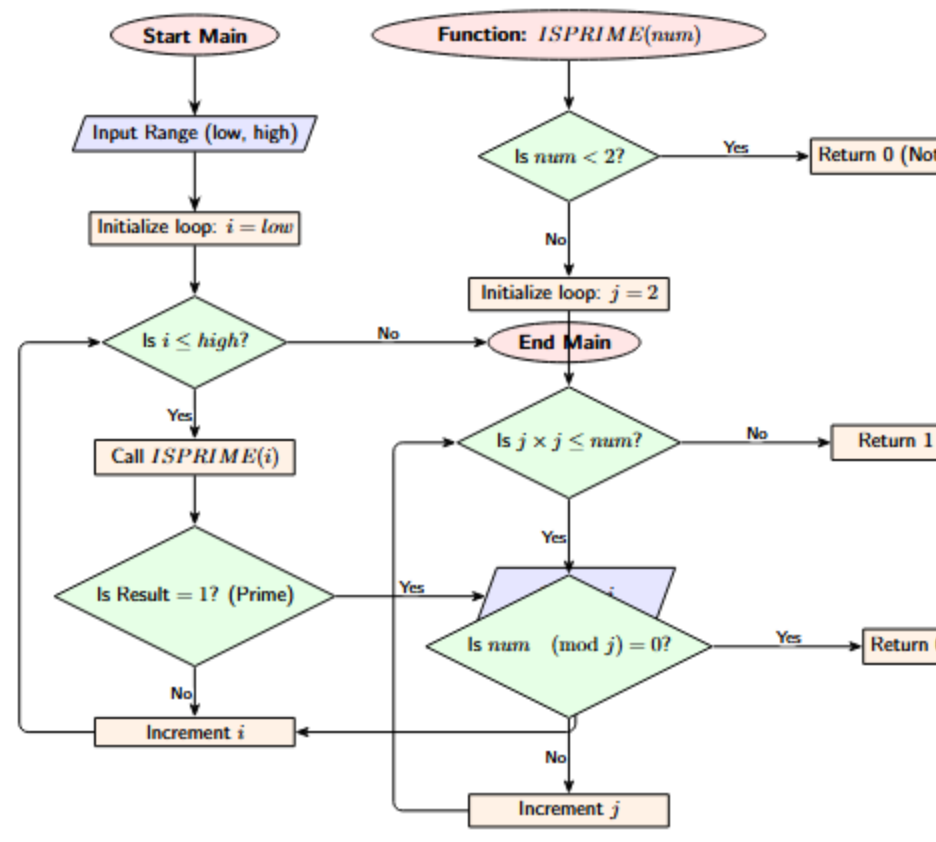 Start Main
Function: ISPRIME(num)
Input Range (low, high)
Is num < 2?
Yes
Return 0 (Not
No
Initialize loop: i = low
Initialize loop: j = 2
Is i ≤ high?
No
End Main
Yes
Call ISPRIME(i)
Is j × j ≤ num?
No
Return 1
Yes
Is Result = 1? (Prime)
Yes
i
Is num (mod j) = 0?
Yes
Return
No
Increment i
No
Increment j